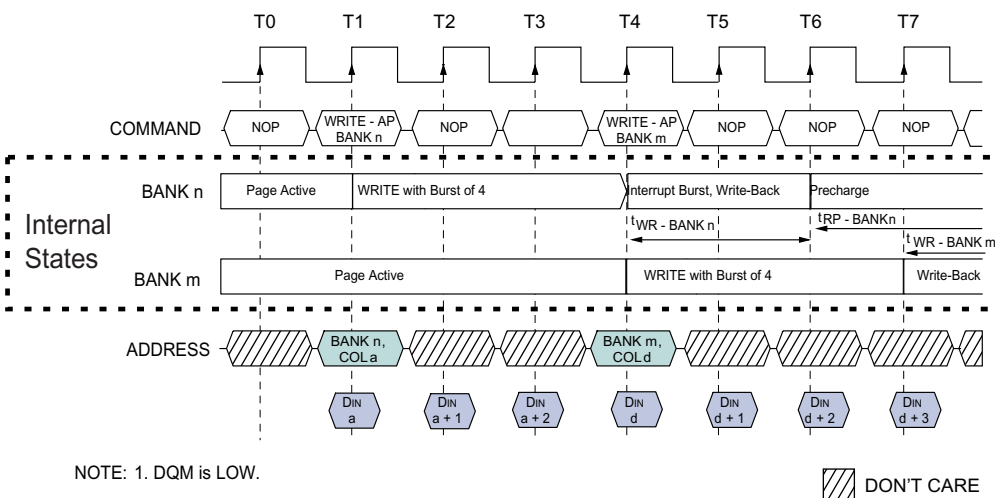 T0 T1 T2 T3 T4 T5 T6 T7
COMMAND NOP WRITE - AP BANK n NOP WRITE - AP BANK m NOP NOP NOP
BANK n Page Active WRITE with Burst of 4 Interrupt Burst, Write-Back Precharge
tWR - BANK n tRP - BANK n
Internal
States
tWR - BANK m
BANK m Page Active WRITE with Burst of 4 Write-Back
ADDRESS BANK n, COL a BANK m, COL d
DIN a DIN a + 1 DIN a + 2 DIN d DIN d + 1 DIN d + 2 DIN d + 3
NOTE: 1. DQM is LOW.
DON'T CARE